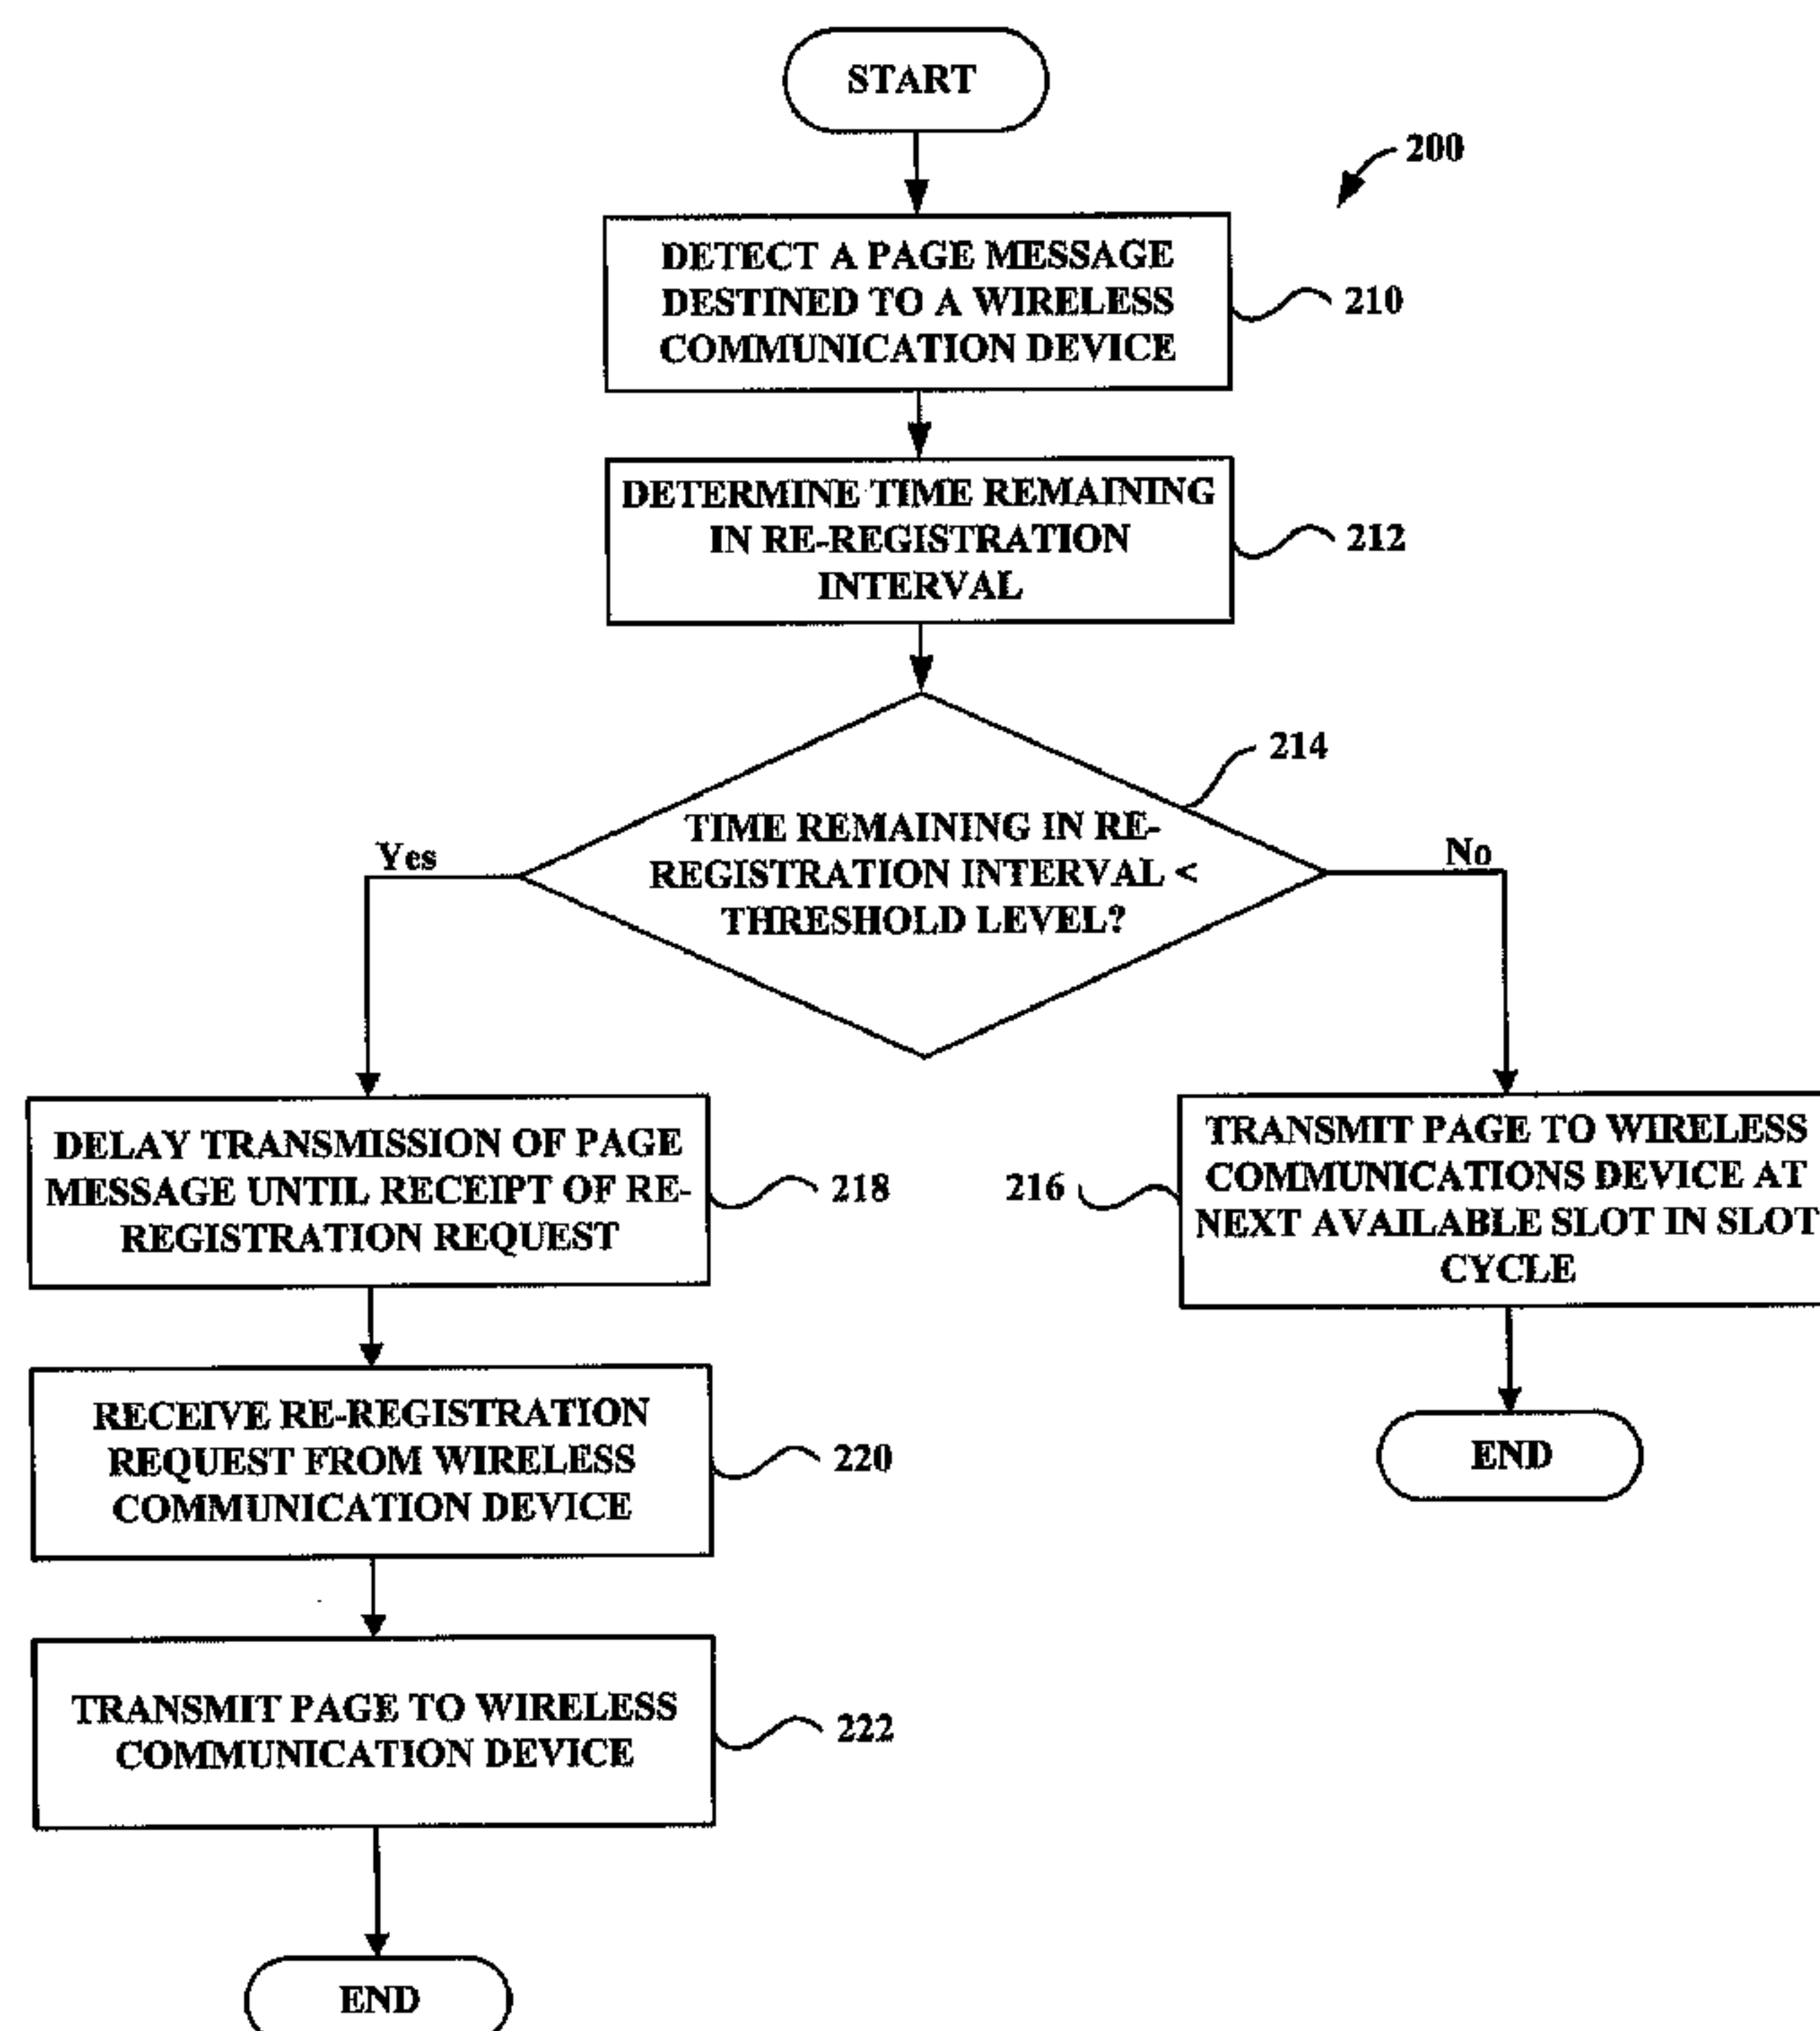 START
200
DETECT A PAGE MESSAGE
DESTINED TO A WIRELESS
COMMUNICATION DEVICE
210
DETERMINE TIME REMAINING
IN RE-REGISTRATION
INTERVAL
212
214
TIME REMAINING IN RE-
REGISTRATION INTERVAL <
THRESHOLD LEVEL?
Yes
No
DELAY TRANSMISSION OF PAGE
MESSAGE UNTIL RECEIPT OF RE-
REGISTRATION REQUEST
218
216
TRANSMIT PAGE TO WIRELESS
COMMUNICATIONS DEVICE AT
NEXT AVAILABLE SLOT IN SLOT
CYCLE
RECEIVE RE-REGISTRATION
REQUEST FROM WIRELESS
COMMUNICATION DEVICE
220
END
TRANSMIT PAGE TO WIRELESS
COMMUNICATION DEVICE
222
END